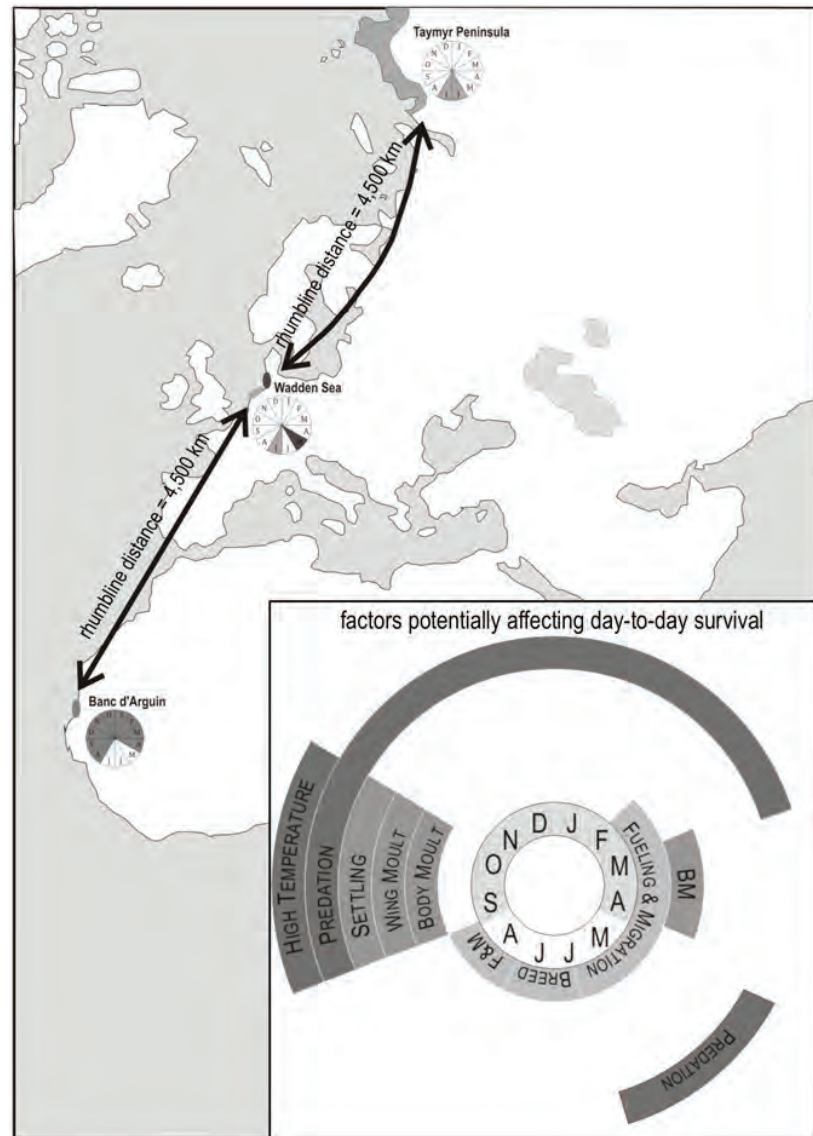 Taymyr Peninsula
D J F M A M J J A S O N
rhumbline distance = 4,500 km
Wadden Sea
D J F M A M J J A S O N
rhumbline distance = 4,500 km
Banc d'Arguin
factors potentially affecting day-to-day survival
HIGH TEMPERATURE
PREDATION
SETTLING
WING MOULT
BODY MOULT
D J F M A M J J A S O N
FUELING & MIGRATION
BREED
F&M
BM
PREDATION